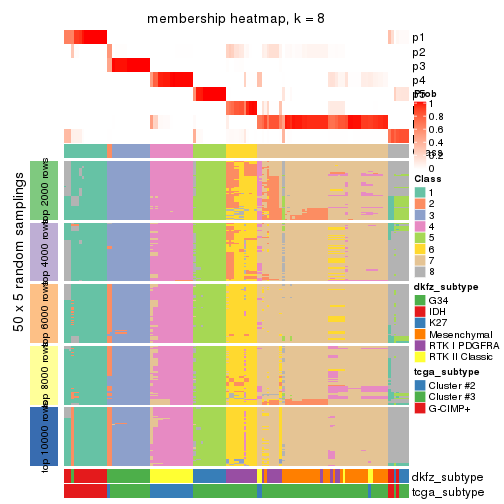 membership heatmap, k = 8
p1
p2
p3
p4
Prob
1
0.8
0.6
0.4
0.2
0
Class
1
2
3
4
5
6
7
8
dkfz_subtype
G34
IDH
K27
Mesenchymal
RTK I PDGFRA
RTK II Classic
tcga_subtype
Cluster #2
Cluster #3
G-CIMP+
50 x 5 random samplings
top 2000 rows
top 4000 rows
top 6000 rows
top 8000 rows
top 10000 rows
dkfz_subtype
tcga_subtype